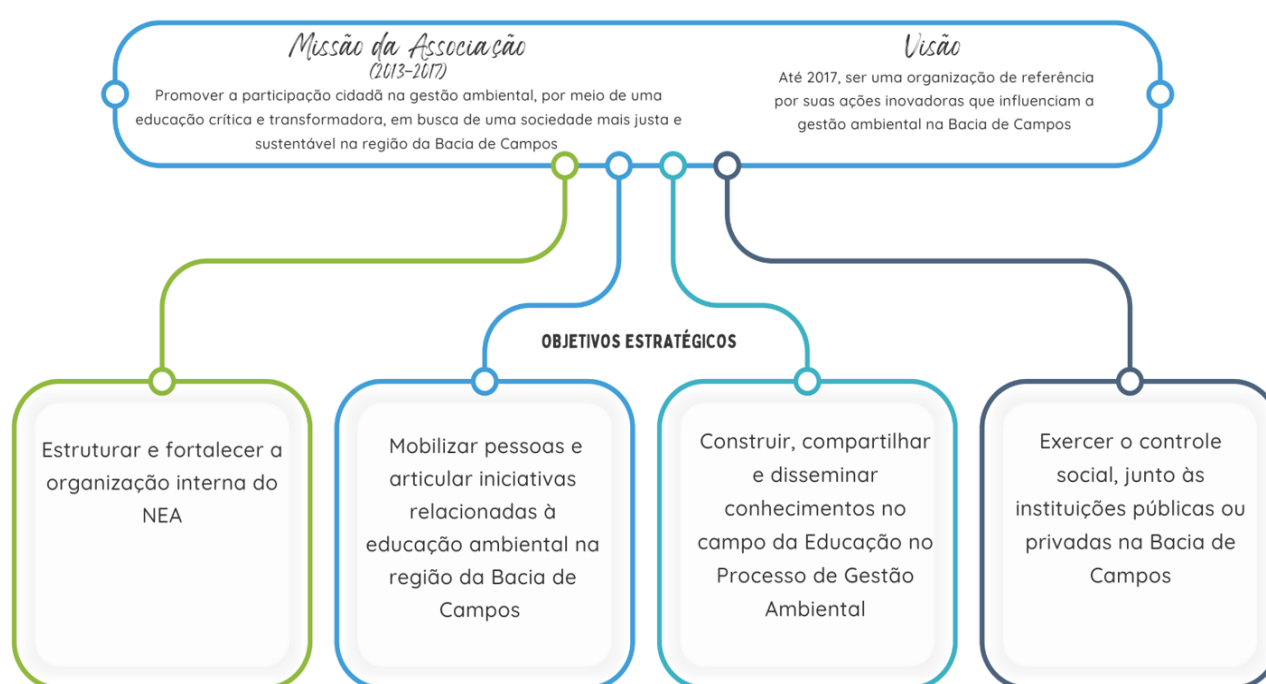 Missão da Associação
(2013-2017)
Promover a participação cidadã na gestão ambiental, por meio de uma
educação crítica e transformadora, em busca de uma sociedade mais justa e
sustentável na região da Bacia de Campos
Visão
Até 2017, ser uma organização de referência
por suas ações inovadoras que influenciam a
gestão ambiental na Bacia de Campos
OBJETIVOS ESTRATÉGICOS
Estruturar e fortalecer a
organização interna do
NEA
Mobilizar pessoas e
articular iniciativas
relacionadas à
educação ambiental na
região da Bacia de
Campos
Construir, compartilhar
e disseminar
conhecimentos no
campo da Educação no
Processo de Gestão
Ambiental
Exercer o controle
social, junto às
instituições públicas ou
privadas na Bacia de
Campos